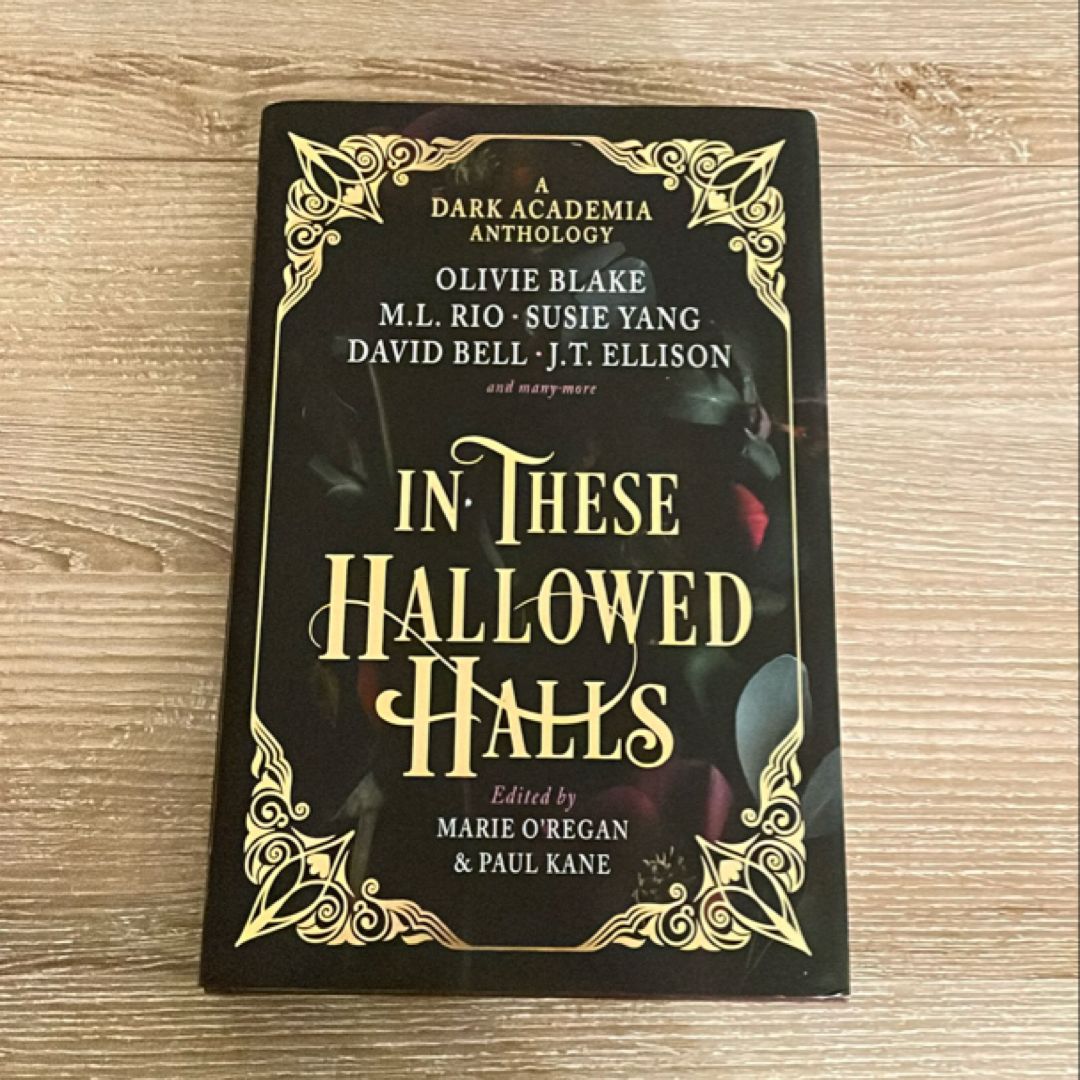 A
DARK ACADEMIA
ANTHOLOGY
OLIVIE BLAKE
M.L. RIO · SUSIE YANG
DAVID BELL · J.T. ELLISON
and many more
IN THESE
HALLOWED
HALLS
Edited by
MARIE O'REGAN
& PAUL KANE